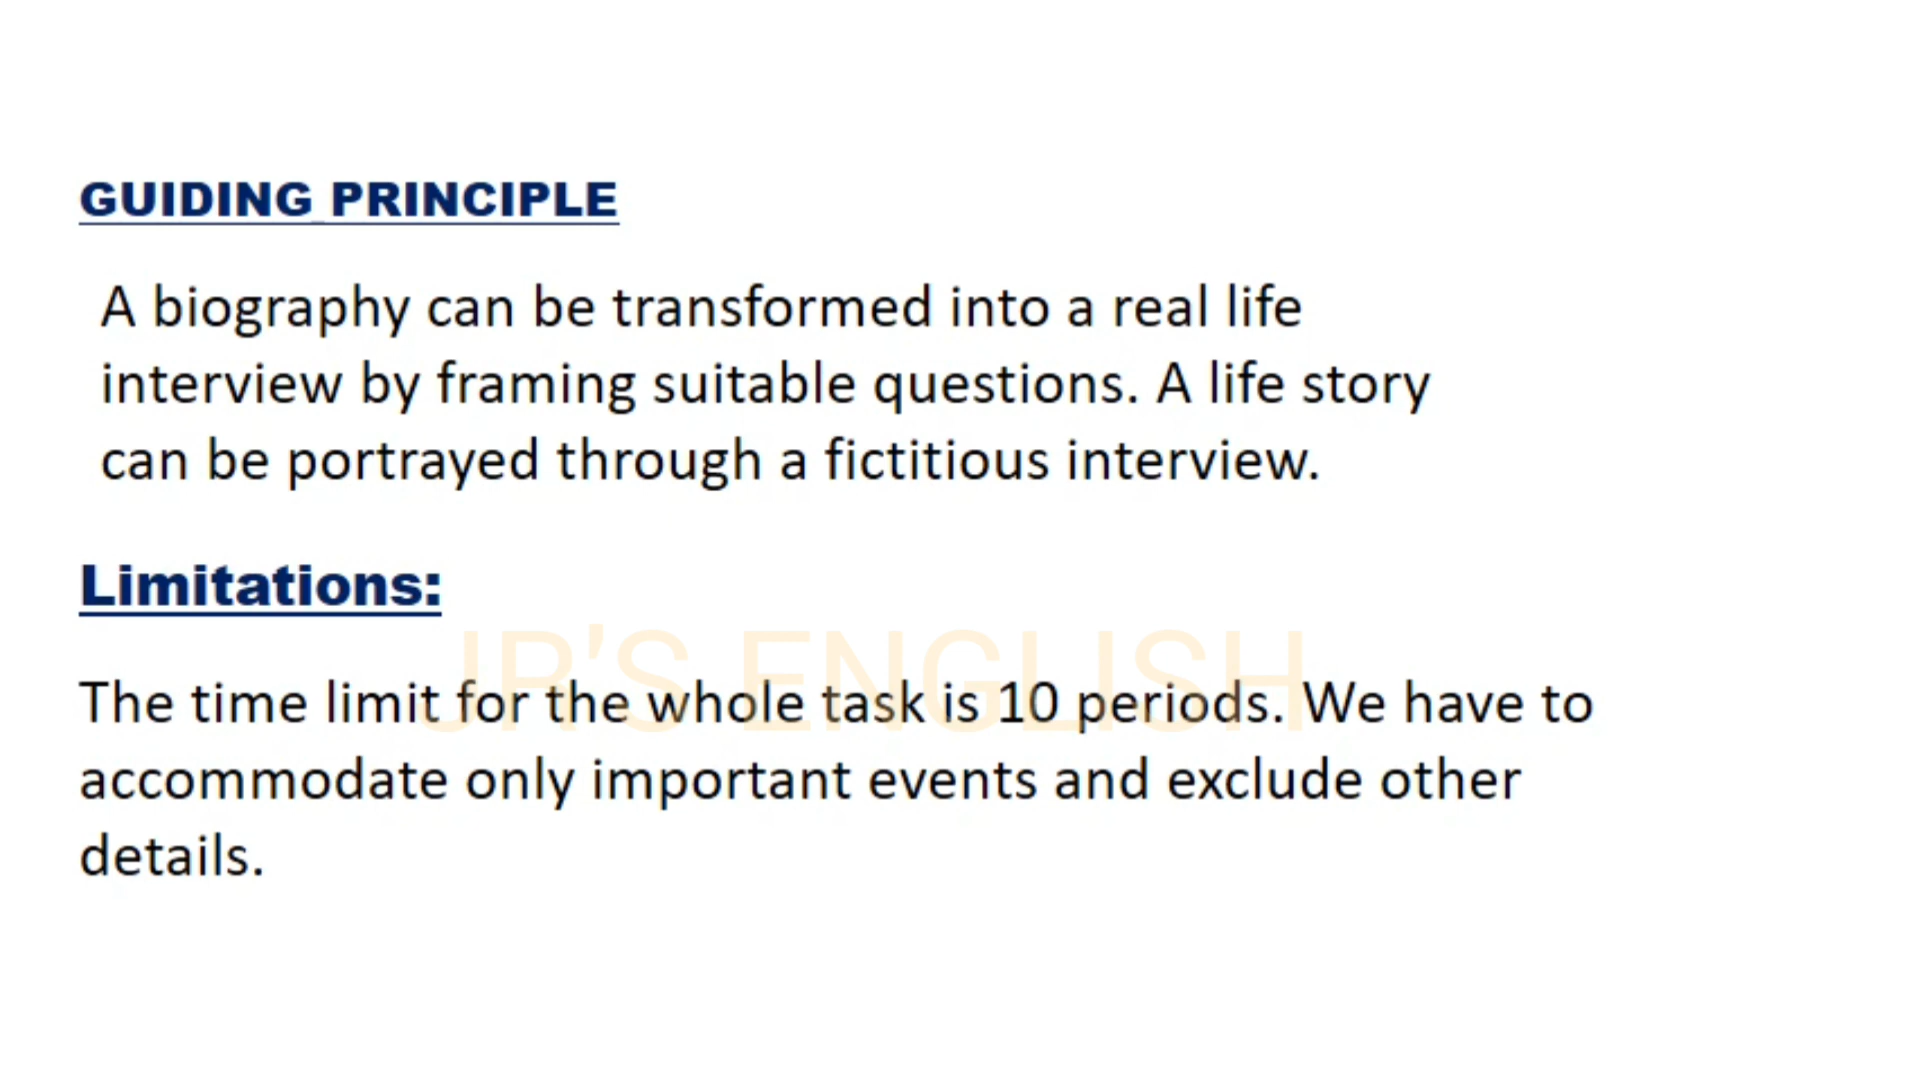 GUIDING PRINCIPLE
A biography can be transformed into a real life
interview by framing suitable questions. A life story
can be portrayed through a fictitious interview.
Limitations:
JR'S ENGLISH
The time limit for the whole task is 10 periods. We have to
accommodate only important events and exclude other
details.